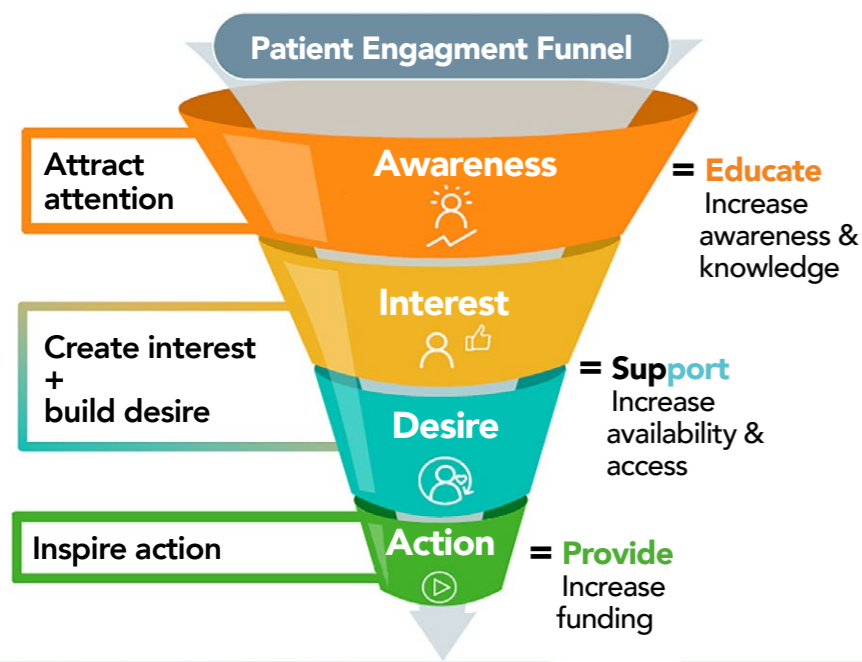 Patient Engagment Funnel
Attract
attention
Awareness
= Educate
Increase
awareness &
knowledge
Interest
Create interest
+
build desire
= Support
Increase
availability &
access
Desire
Inspire action
Action
= Provide
Increase
funding